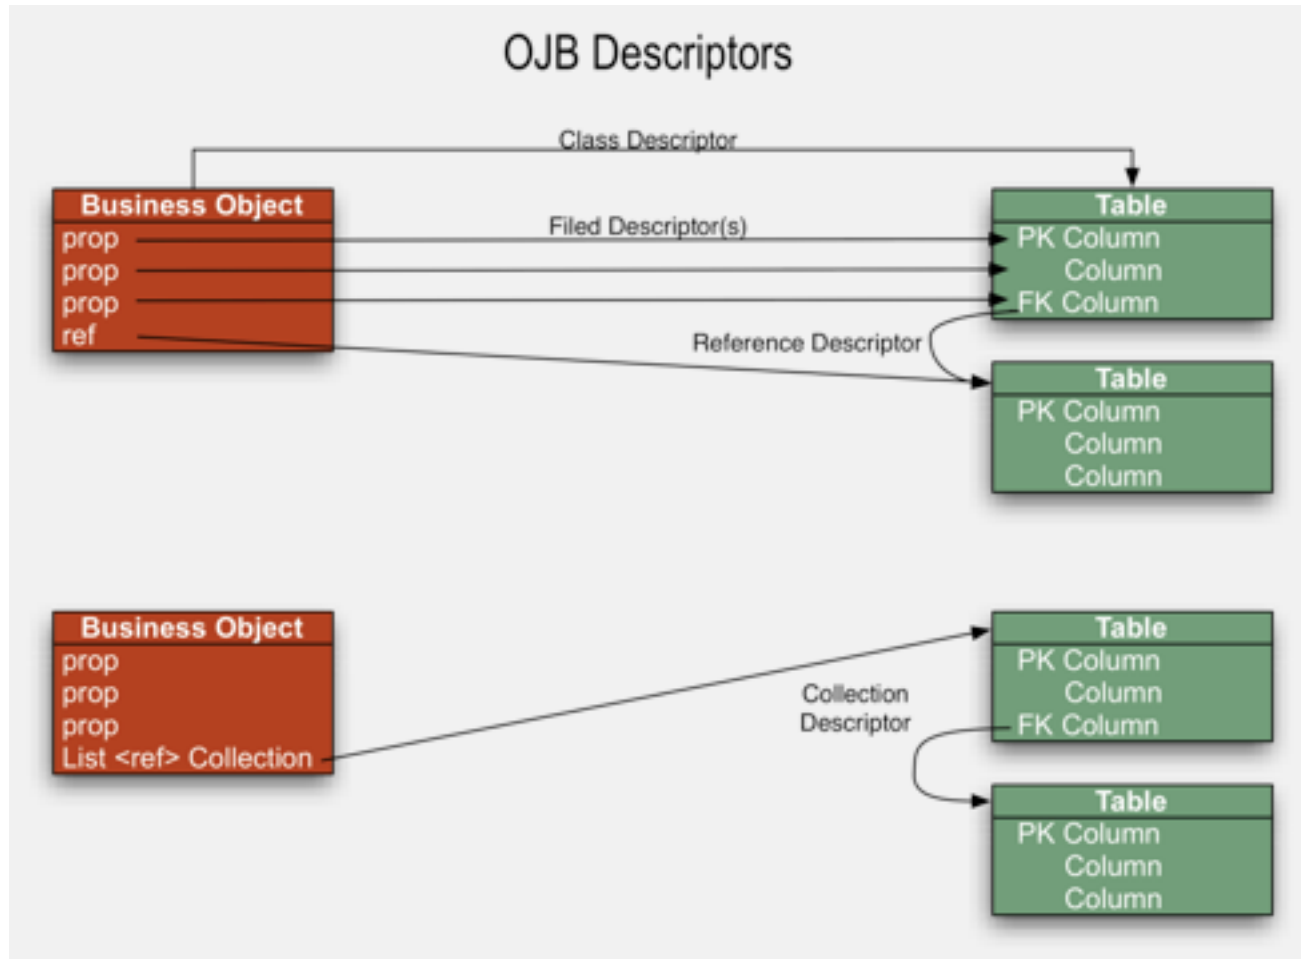 OJB Descriptors
Class Descriptor
Business Object
prop
prop
prop
ref
Filed Descriptor(s)
Table
PK Column
Column
FK Column
Reference Descriptor
Table
PK Column
Column
Column
Business Object
prop
prop
prop
List <ref> Collection
Collection
Descriptor
Table
PK Column
Column
FK Column
Table
PK Column
Column
Column